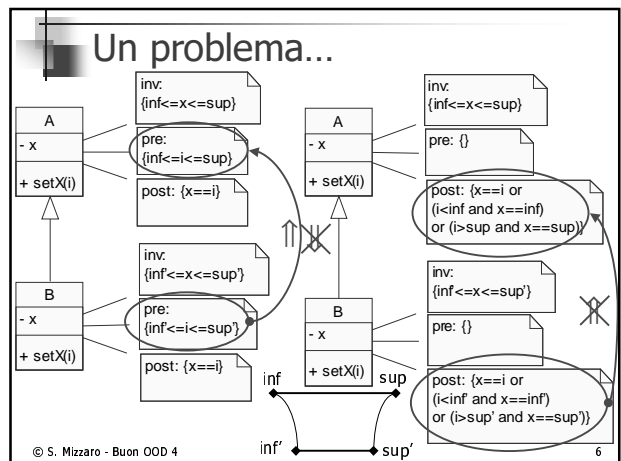 Un problema...
A
- x
+ setX(i)
inv:
{inf<=x<=sup}
pre:
{inf<=i<=sup}
post: {x==i}
B
- x
+ setX(i)
inv:
{inf'<=x<=sup'}
pre:
{inf'<=i<=sup'}
post: {x==i}
A
- x
+ setX(i)
inv:
{inf<=x<=sup}
pre: {}
post: {x==i or
(i<inf and x==inf)
or (i>sup and x==sup)}
B
- x
+ setX(i)
inv:
{inf'<=x<=sup'}
pre: {}
post: {x==i or
(i<inf' and x==inf')
or (i>sup' and x==sup')}
inf sup
inf' sup'
© S. Mizzaro - Buon OOD 4
6